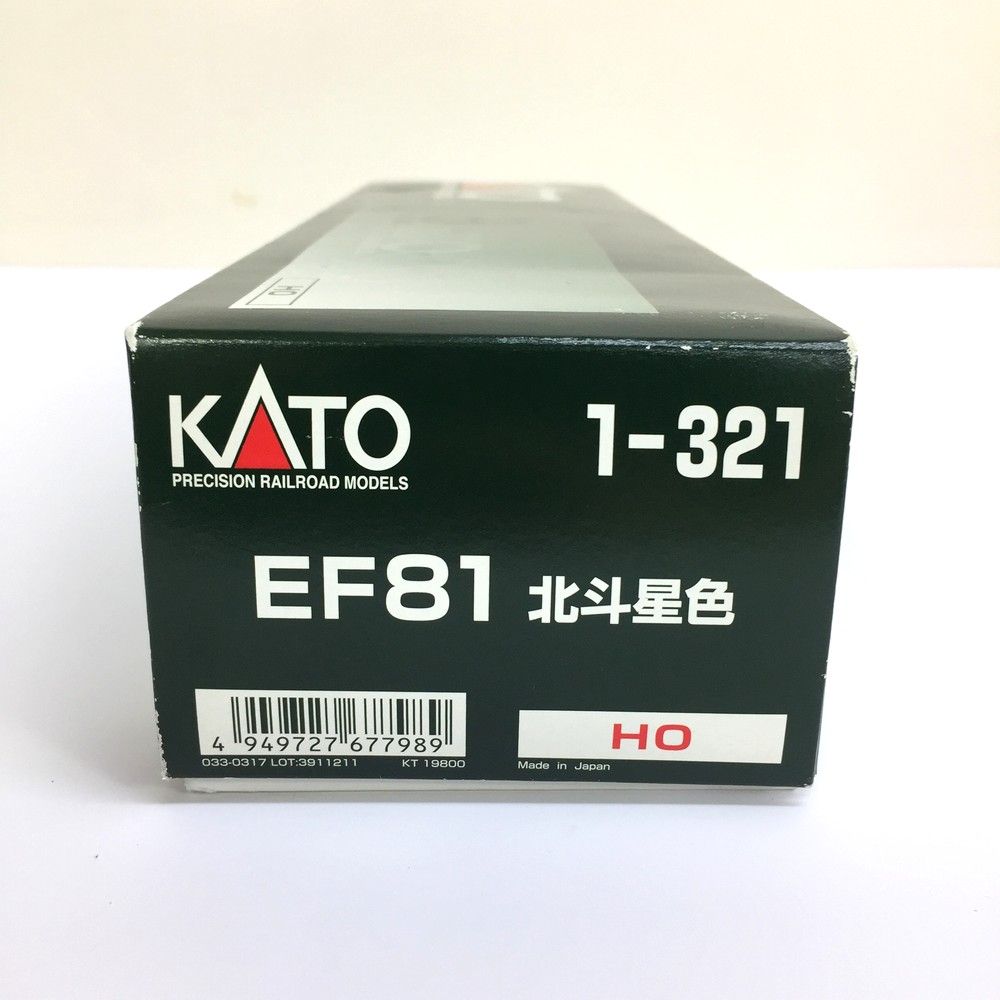 HO
KATO
PRECISION RAILROAD MODELS
1-321
EF81 北斗星色
4 949727 677989
033-0317 LOT:3911211 KT 19800
HO
Made in Japan